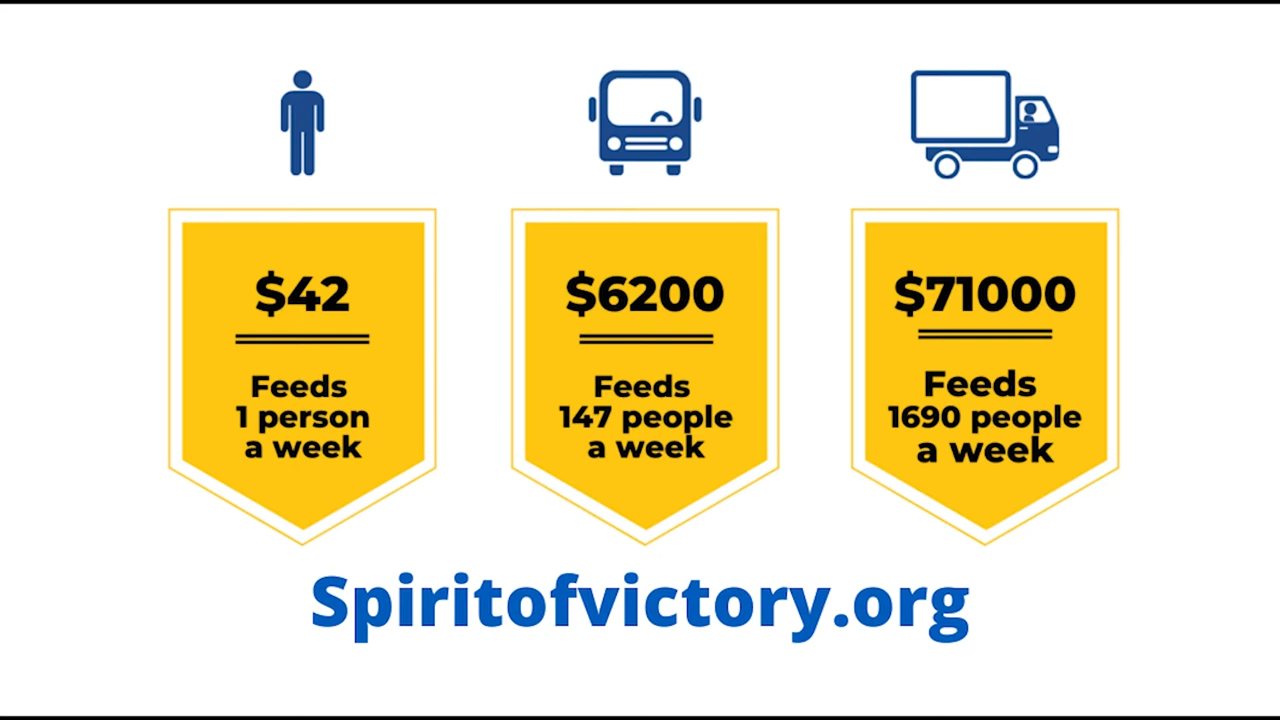 $42
Feeds
1 person
a week
$6200
Feeds
147 people
a week
$71000
Feeds
1690 people
a week
Spiritofvictory.org